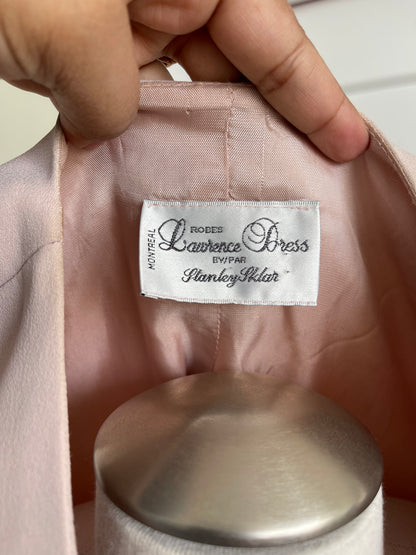 MONTREAL
ROBES
Lawrence Dress
BY/PAR
Stanley Sklar